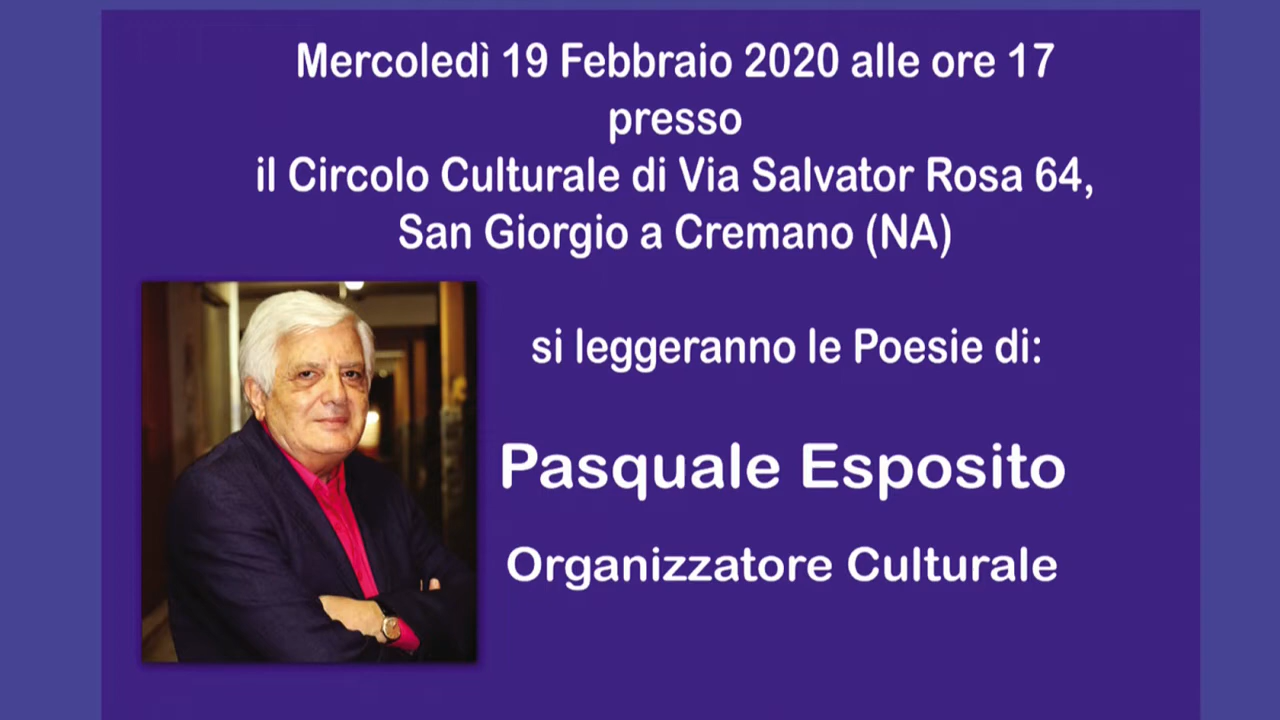 Mercoledì 19 Febbraio 2020 alle ore 17
presso
il Circolo Culturale di Via Salvator Rosa 64,
San Giorgio a Cremano (NA)
si leggeranno le Poesie di:
Pasquale Esposito
Organizzatore Culturale